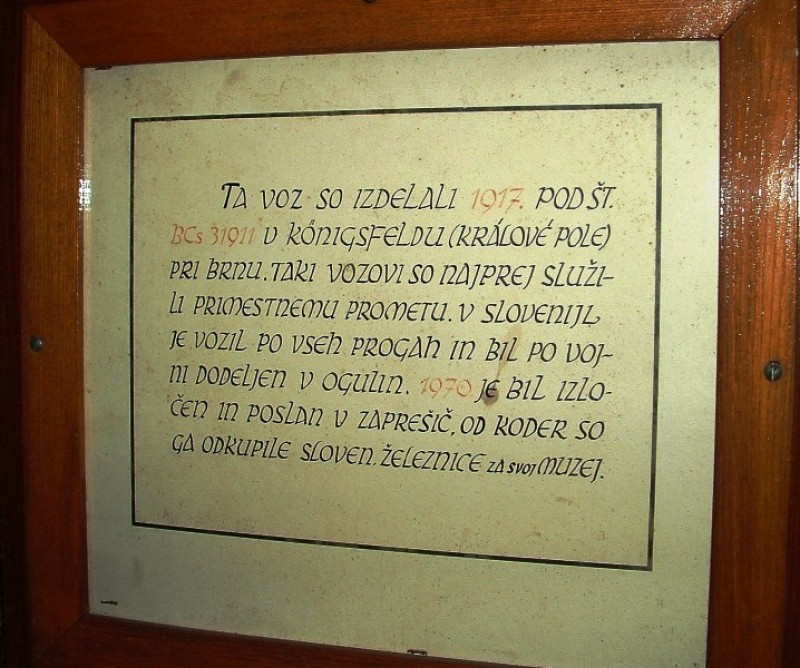 TA VOZ SO IZDELALI 1917. POD ŠT.
BCs 31911 V KÖNIGSFELDU (KRÁLOVÉ POLE)
PRI BRNU. TAKI VOZOVI SO NAJPREJ SLUŽI-
LI PRIMESTNEMU PROMETU. V SLOVENIJI
JE VOZIL PO VSEH PROGAH IN BIL PO VOJ-
NI DODELJEN V OGULIN. 1970 JE BIL IZLO-
ČEN IN POSLAN V ZAPREŠIČ, OD KODER SO
GA ODKUPILE SLOVEN. ŽELEZNICE ZA SVOJ MUZEJ.